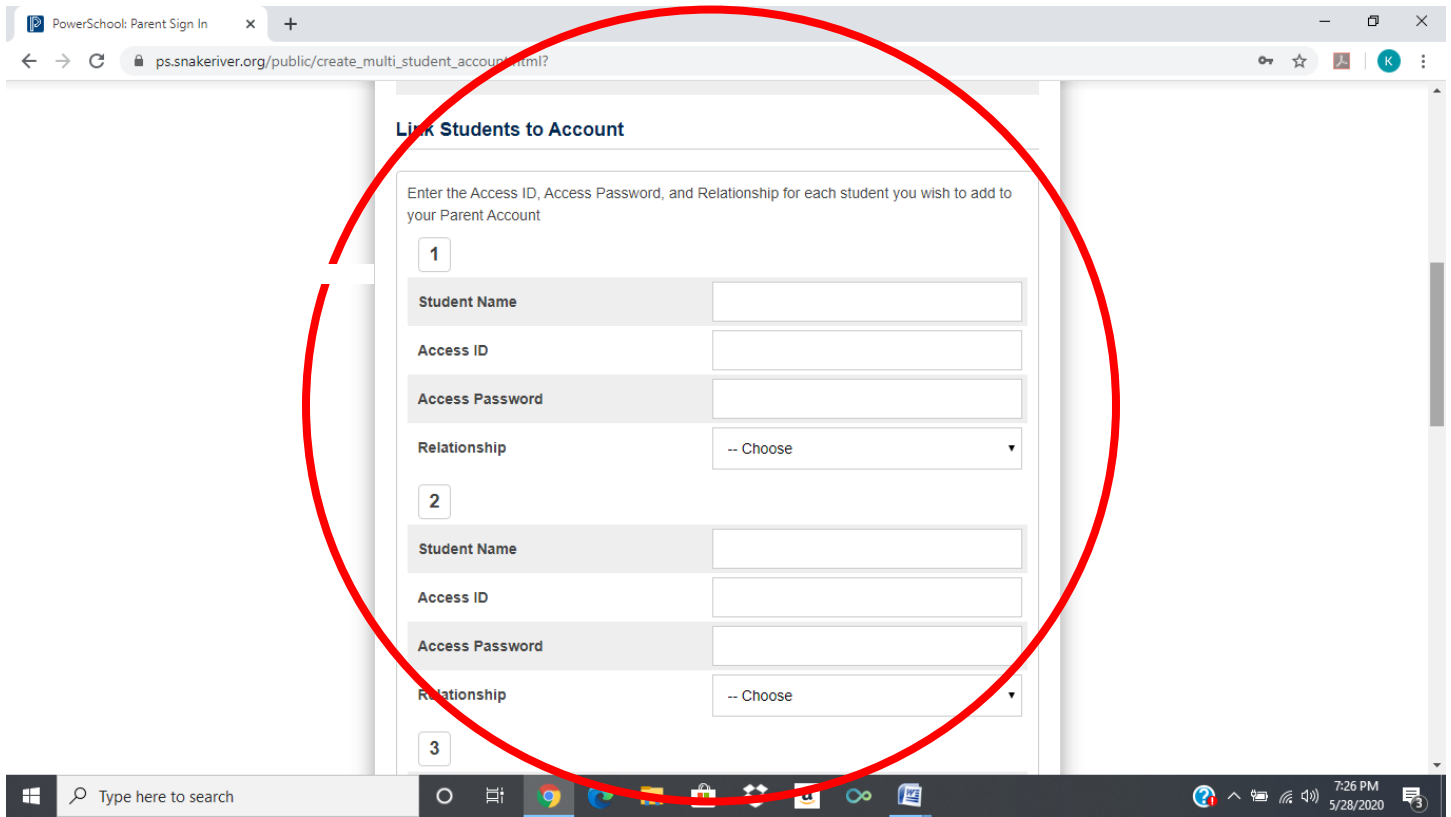 PowerSchool: Parent Sign In
ps.snakeriver.org/public/create_multi_student_account.html?
K
Link Students to Account
Enter the Access ID, Access Password, and Relationship for each student you wish to add to
your Parent Account
1
Student Name
Access ID
Access Password
Relationship
-- Choose
2
Student Name
Access ID
Access Password
Relationship
-- Choose
3
Type here to search
a
7:26 PM
5/28/2020
3